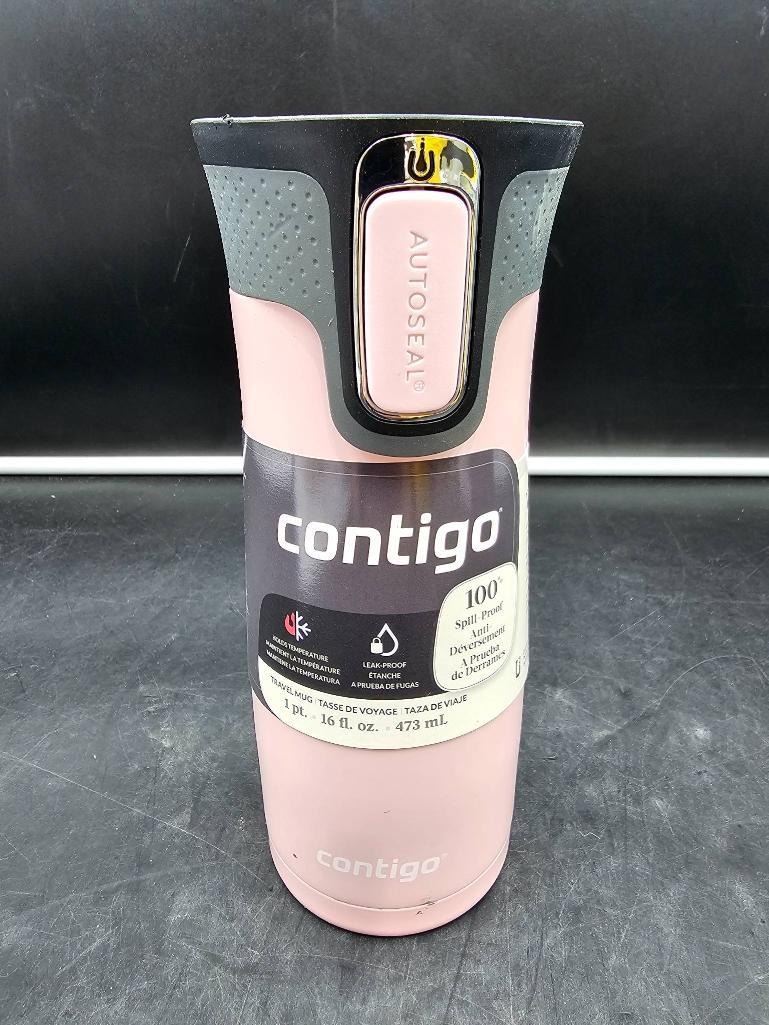 AUTOSEAL®
contigo
100%
Spill-Proof
Anti-
Déversement
A Prueba
de Derrames
HOLDS TEMPERATURE
MAINTIENT LA TEMPÉRATURE
MANTIENE LA TEMPERATURA
LEAK-PROOF
ÉTANCHE
A PRUEBA DE FUGAS
TRAVEL MUG | TASSE DE VOYAGE | TAZA DE VIAJE
1 pt. • 16 fl. oz. • 473 mL
contigo